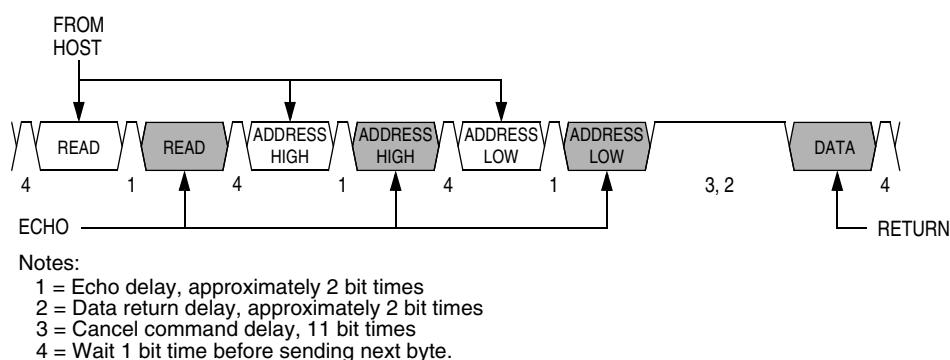 FROM
HOST
READ READ ADDRESS HIGH ADDRESS HIGH ADDRESS LOW ADDRESS LOW DATA
4 1 4 1 4 1 3, 2 4
ECHO RETURN
Notes:
1 = Echo delay, approximately 2 bit times
2 = Data return delay, approximately 2 bit times
3 = Cancel command delay, 11 bit times
4 = Wait 1 bit time before sending next byte.